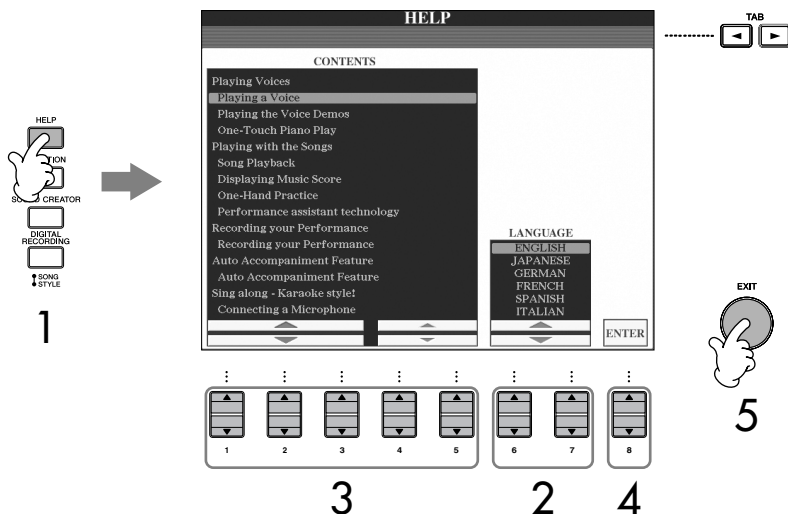 HELP
TAB
CONTENTS
Playing Voices
Playing a Voice
Playing the Voice Demos
One-Touch Piano Play
Playing with the Songs
Song Playback
Displaying Music Score
One-Hand Practice
Performance assistant technology
Recording your Performance
Recording your Performance
Auto Accompaniment Feature
Auto Accompaniment Feature
Sing along - Karaoke style!
Connecting a Microphone
LANGUAGE
ENGLISH
JAPANESE
GERMAN
FRENCH
SPANISH
ITALIAN
ENTER
HELP
CREATOR
DIGITAL
RECORDING
SONG
STYLE
1
EXIT
5
1 2 3 4 5 6 7 8
3 2 4